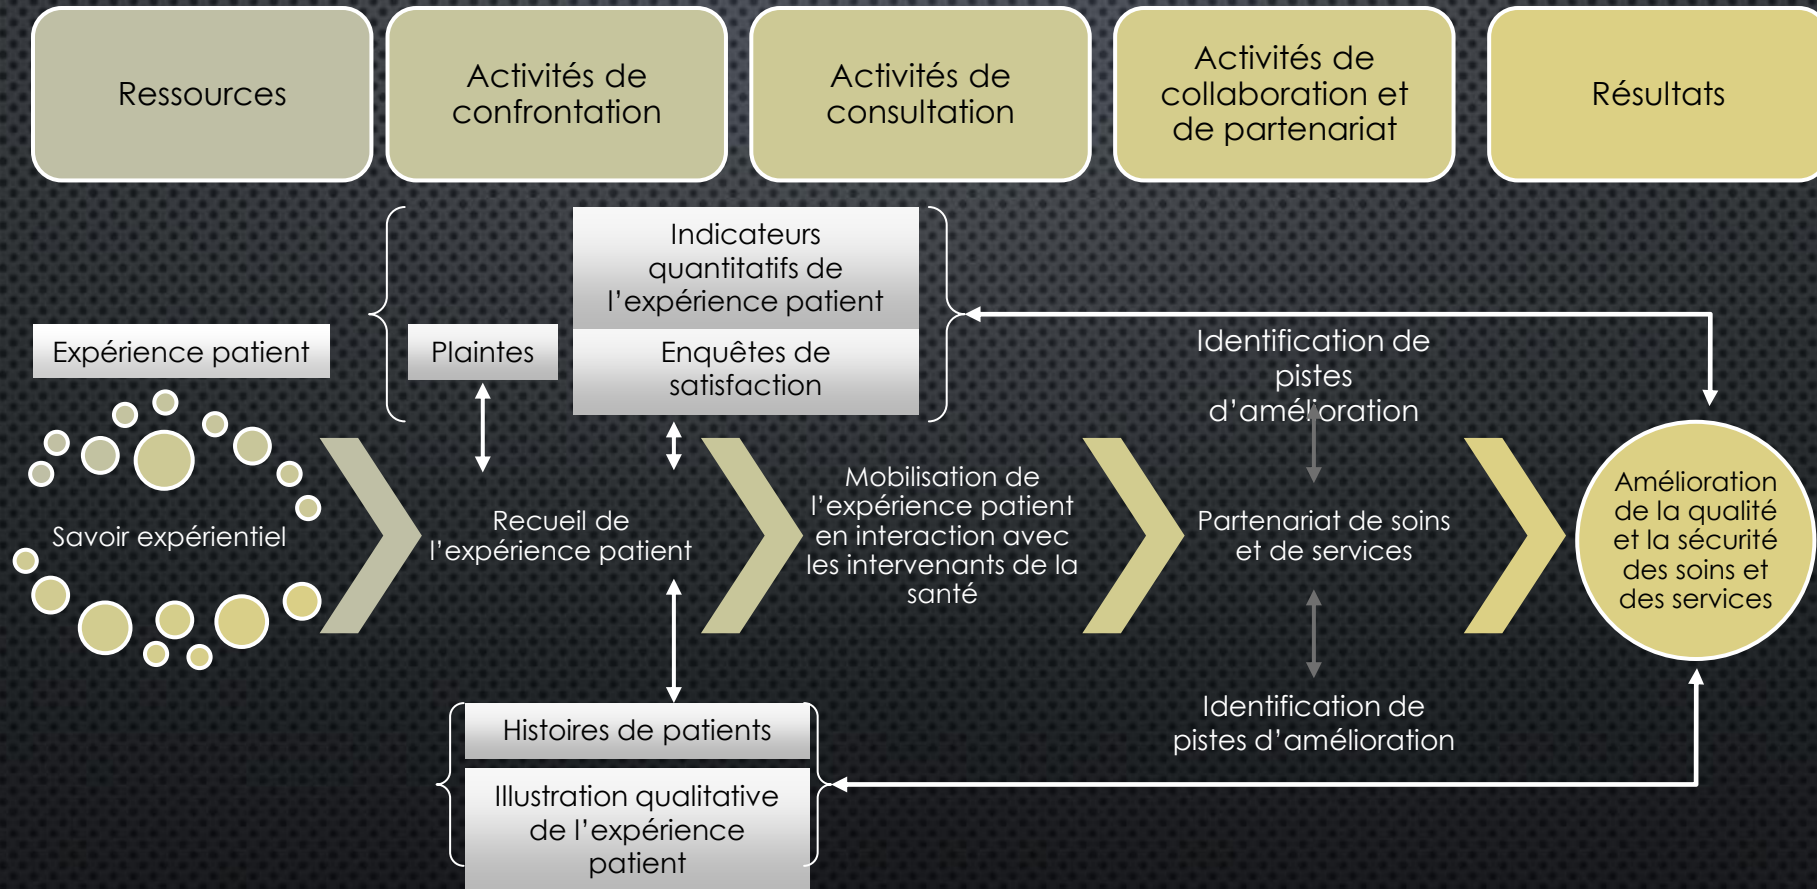 Ressources
Activités de
confrontation
Activités de
consultation
Activités de
collaboration et
de partenariat
Résultats
Expérience patient
Savoir expérientiel
Plaintes
Indicateurs
quantitatifs de
l’expérience patient
Enquêtes de
satisfaction
Recueil de
l’expérience patient
Histoires de patients
Illustration qualitative
de l’expérience
patient
Mobilisation de
l’expérience patient
en interaction avec
les intervenants de la
santé
Identification de
pistes
d’amélioration
Partenariat de soins
et de services
Identification de
pistes d’amélioration
Amélioration
de la qualité
et la sécurité
des soins et
des services